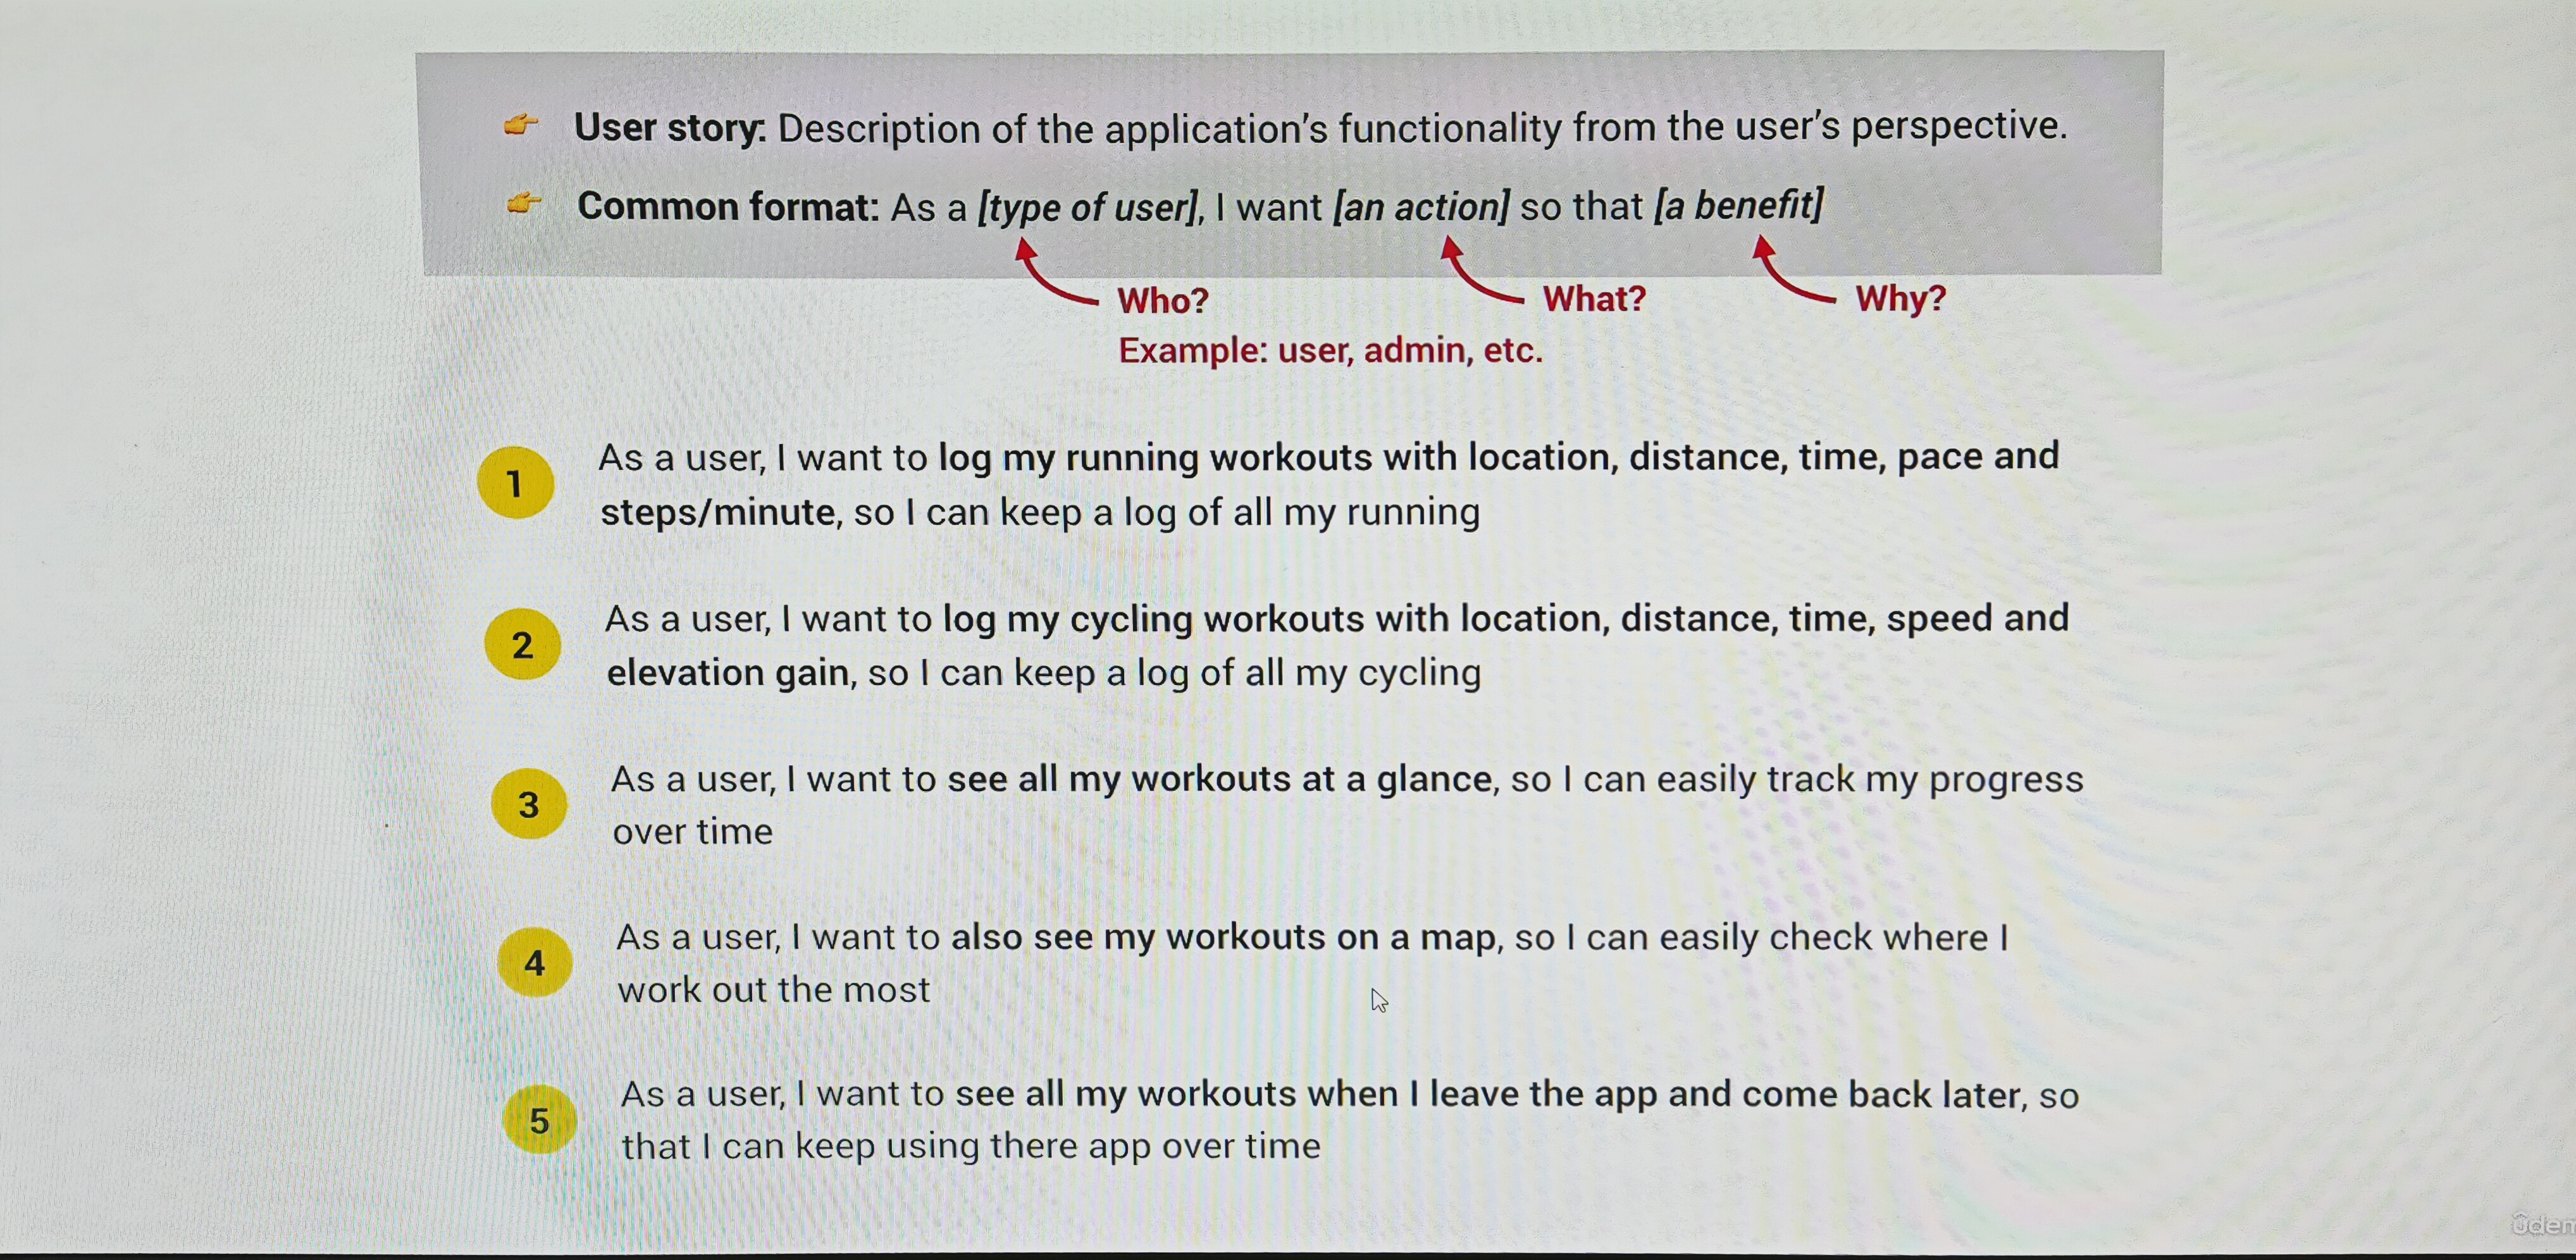 User story: Description of the application's functionality from the user's perspective.
Common format: As a [type of user], I want [an action] so that [a benefit]
Who?
What?
Why?
Example: user, admin, etc.
1
As a user, I want to log my running workouts with location, distance, time, pace and
steps/minute, so I can keep a log of all my running
2
As a user, I want to log my cycling workouts with location, distance, time, speed and
elevation gain, so I can keep a log of all my cycling
3
As a user, I want to see all my workouts at a glance, so I can easily track my progress
over time
4
As a user, I want to also see my workouts on a map, so I can easily check where I
work out the most
5
As a user, I want to see all my workouts when I leave the app and come back later, so
that I can keep using there app over time